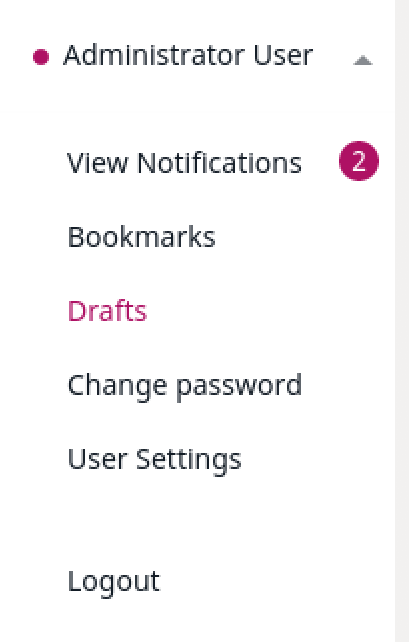 Administrator User
View Notifications 2
Bookmarks
Drafts
Change password
User Settings
Logout